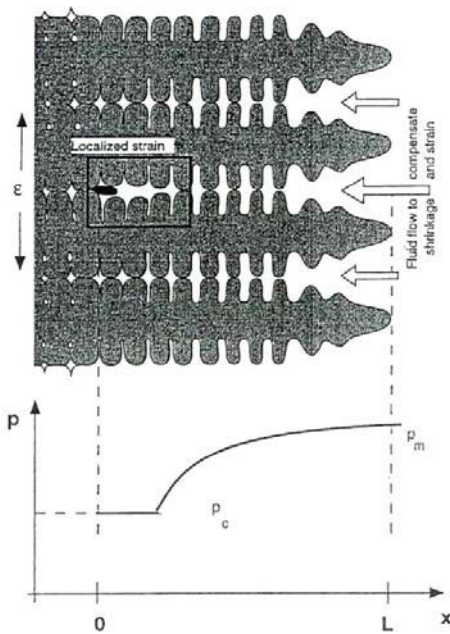 Localized strain
ε
Fluid flow to compensate
shrinkage and strain
p
p_m
p_c
0
L
x